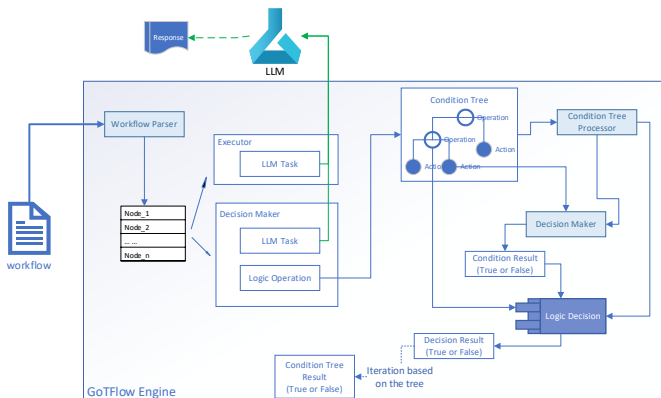 Response
LLM
Workflow Parser
Node_1
Node_2
... ...
Node_n
workflow
Executor
LLM Task
Decision Maker
LLM Task
Logic Operation
Condition Tree
Operation
Operation
Action
Action
Action
Condition Tree
Processor
Decision Maker
Condition Result
(True or False)
Logic Decision
Decision Result
(True or False)
Iteration based
on the tree
Condition Tree
Result
(True or False)
GoTFlow Engine